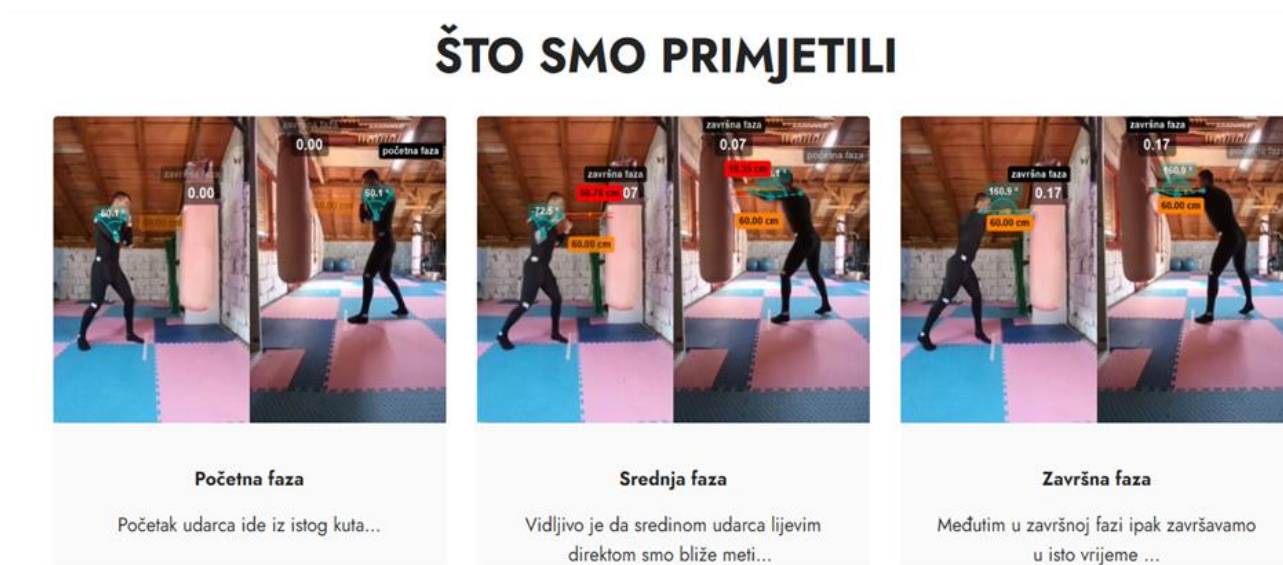 ŠTO SMO PRIMJETILI
0.00
početna faza
60.1 °
0.00
60.1 °
završna faza
0.07
završna faza
07
-72.5 °
60.00 cm
60.00 cm
završna faza
0.17
160.9 °
završna faza
160.9 °
0.17
60.00 cm
60.00 cm
Početna faza
Srednja faza
Završna faza
Početak udarca ide iz istog kuta...
Vidljivo je da sredinom udarca lijevim
direktom smo bliže meti...
Međutim u završnoj fazi ipak završavamo
u isto vrijeme ...